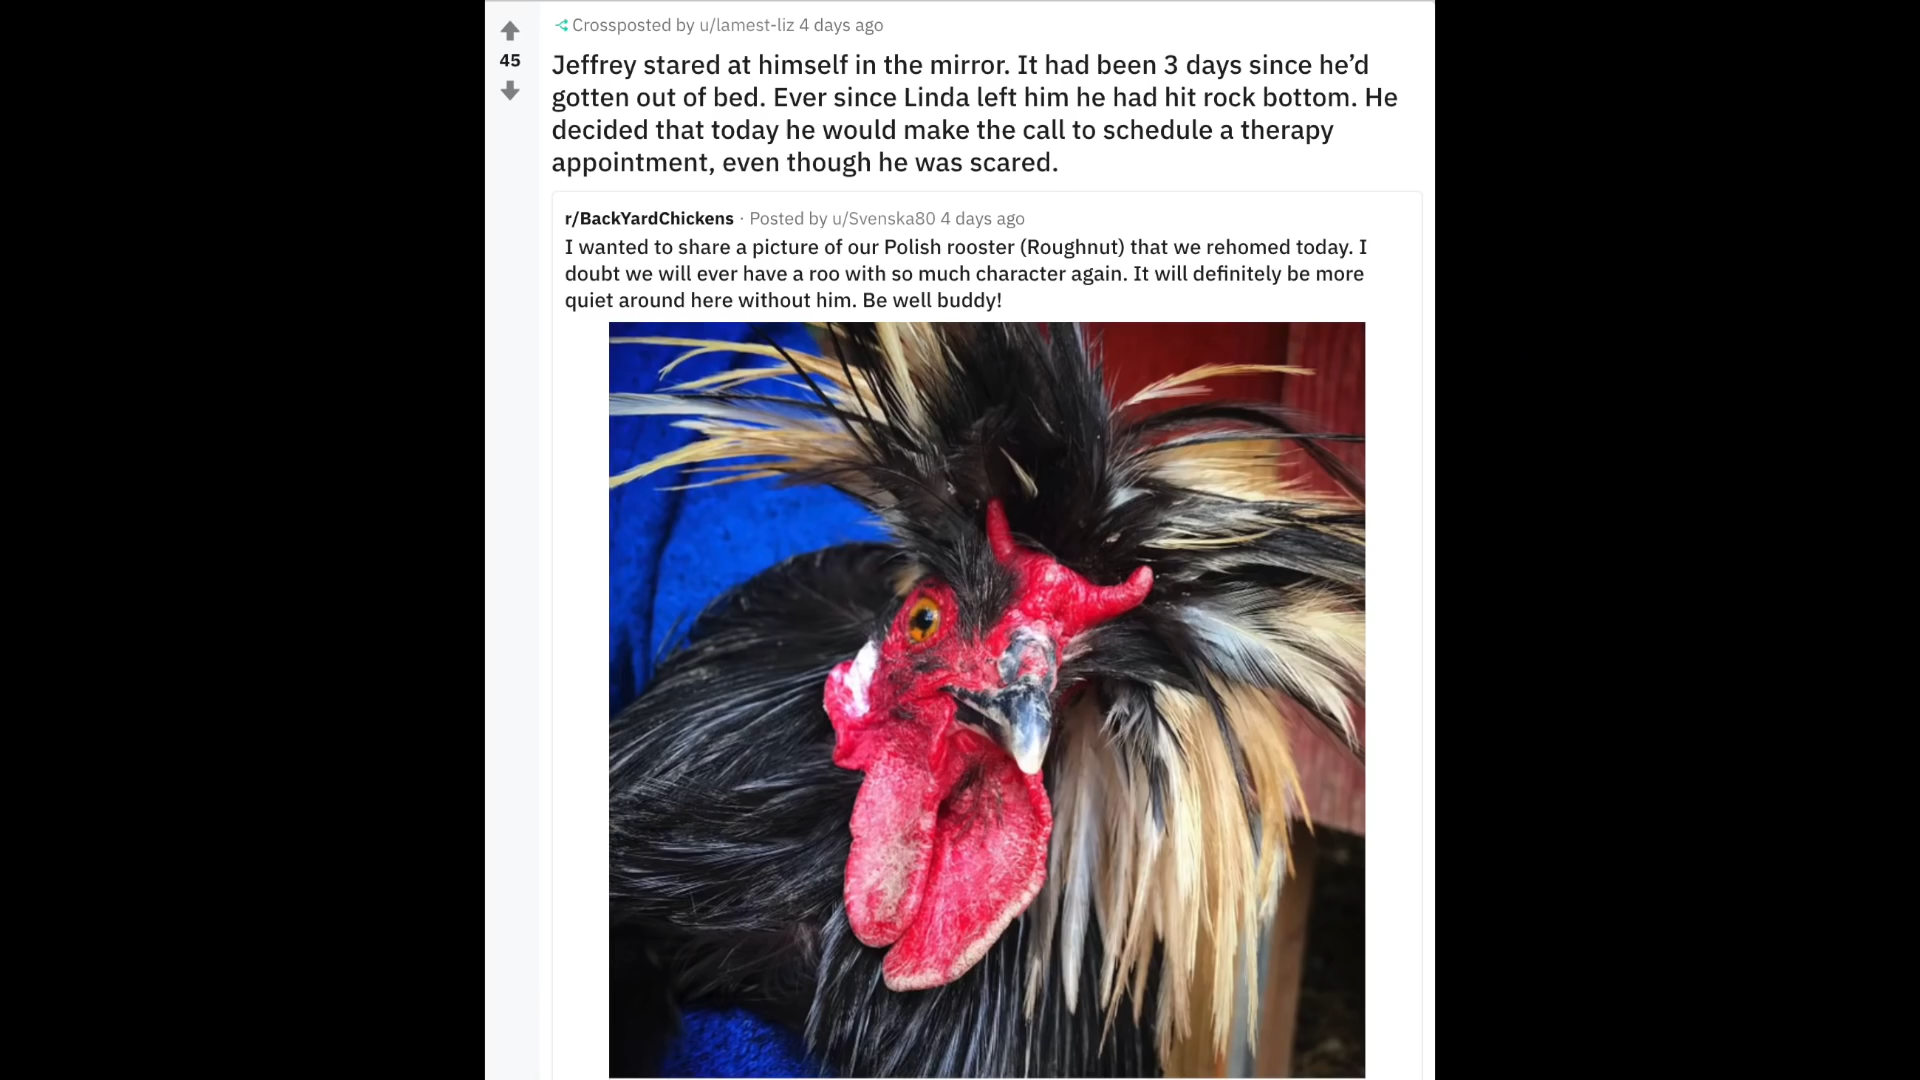 Crossposted by u/lamest-liz 4 days ago
45
Jeffrey stared at himself in the mirror. It had been 3 days since he’d
gotten out of bed. Ever since Linda left him he had hit rock bottom. He
decided that today he would make the call to schedule a therapy
appointment, even though he was scared.
r/BackYardChickens · Posted by u/Svenska80 4 days ago
I wanted to share a picture of our Polish rooster (Roughnut) that we rehomed today. I
doubt we will ever have a roo with so much character again. It will definitely be more
quiet around here without him. Be well buddy!